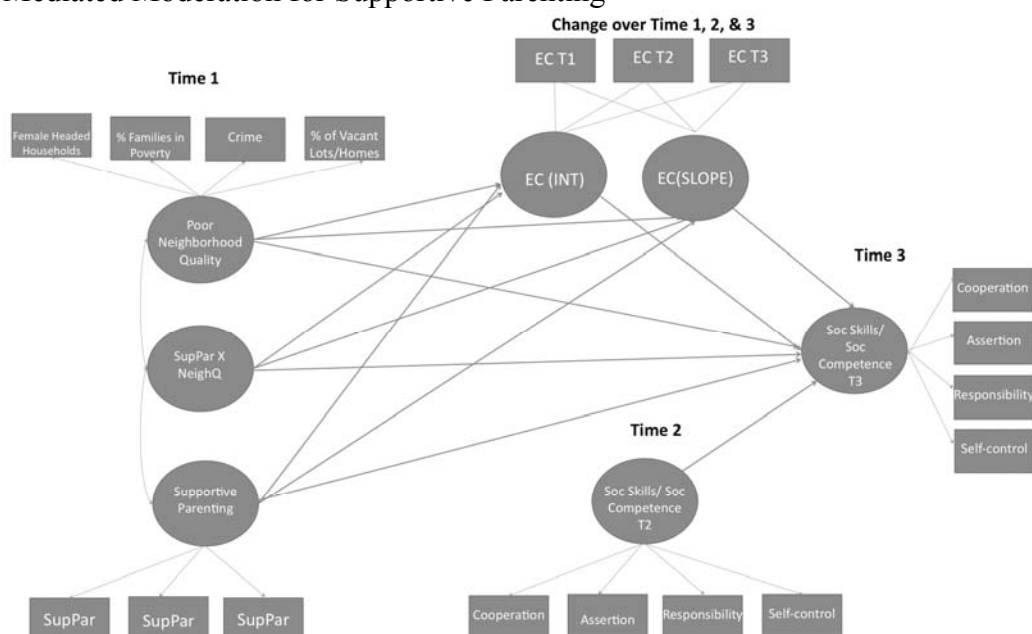 Mediated Moderation for Supportive Parenting
Change over Time 1, 2, & 3
EC T1
EC T2
EC T3
Time 1
Female Headed
Households
% Families in
Poverty
Crime
% of Vacant
Lots/Homes
EC (INT)
EC(SLOPE)
Poor
Neighborhood
Quality
Time 3
Cooperation
Soc Skills/
Soc
Competence
T3
Assertion
Responsibility
Self-control
SupPar X
NeighQ
Time 2
Supportive
Parenting
Soc Skills/ Soc
Competence
T2
SupPar
SupPar
SupPar
Cooperation
Assertion
Responsibility
Self-control